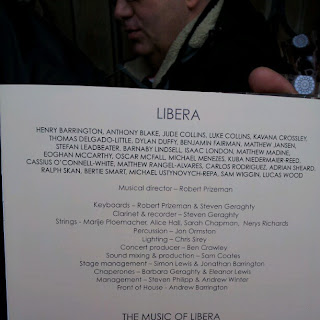 LIBERA
HENRY BARRINGTON, ANTHONY BLAKE, JUDE COLLINS, LUKE COLLINS, KAVANA CROSSLEY,
THOMAS DELGADO-LITTLE, DYLAN DUFFY, BENJAMIN FAIRMAN, MATTHEW JANSEN,
STEFAN LEADBEATER, BARNABY LINDSELL, ISAAC LONDON, MATTHEW MADINE,
EOGHAN MCCARTHY, OSCAR MCFALL, MICHAEL MENEZES, KUBA NIEDERMAIER-REED,
CASSIUS O'CONNELL-WHITE, MATTHEW RANGEL-ALVARES, CARLOS RODRIGUEZ, ADRIAN SHEARD,
RALPH SKAN, BERTIE SMART, MICHAEL USTYNOVYCH-REPA, SAM WIGGIN, LUCAS WOOD
Musical director – Robert Prizeman
Keyboards – Robert Prizeman & Steven Geraghty
Clarinet & recorder – Steven Geraghty
Strings - Marije Ploemacher, Alice Hall, Sarah Chapman, Nerys Richards
Percussion – Jon Ormston
Lighting – Chris Sirey
Concert producer – Ben Crowley
Sound mixing & production – Sam Coates
Stage management – Simon Lewis & Jonathan Barrington
Chaperones – Barbara Geraghty & Eleanor Lewis
Management – Steven Philipp & Andrew Winter
Front of House - Andrew Barrington
THE MUSIC OF LIBERA